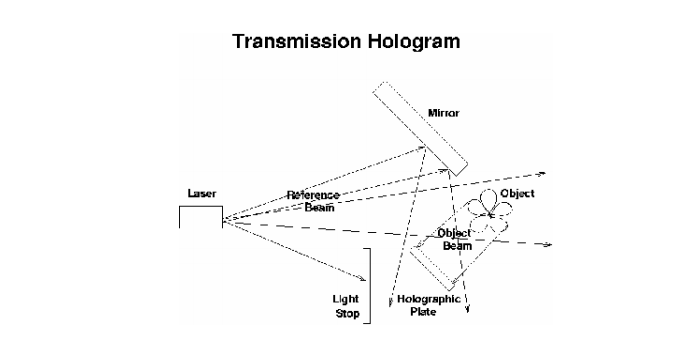 Transmission Hologram
Mirror
Laser
Reference
Beam
Object
Object
Beam
Light
Stop
Holographic
Plate